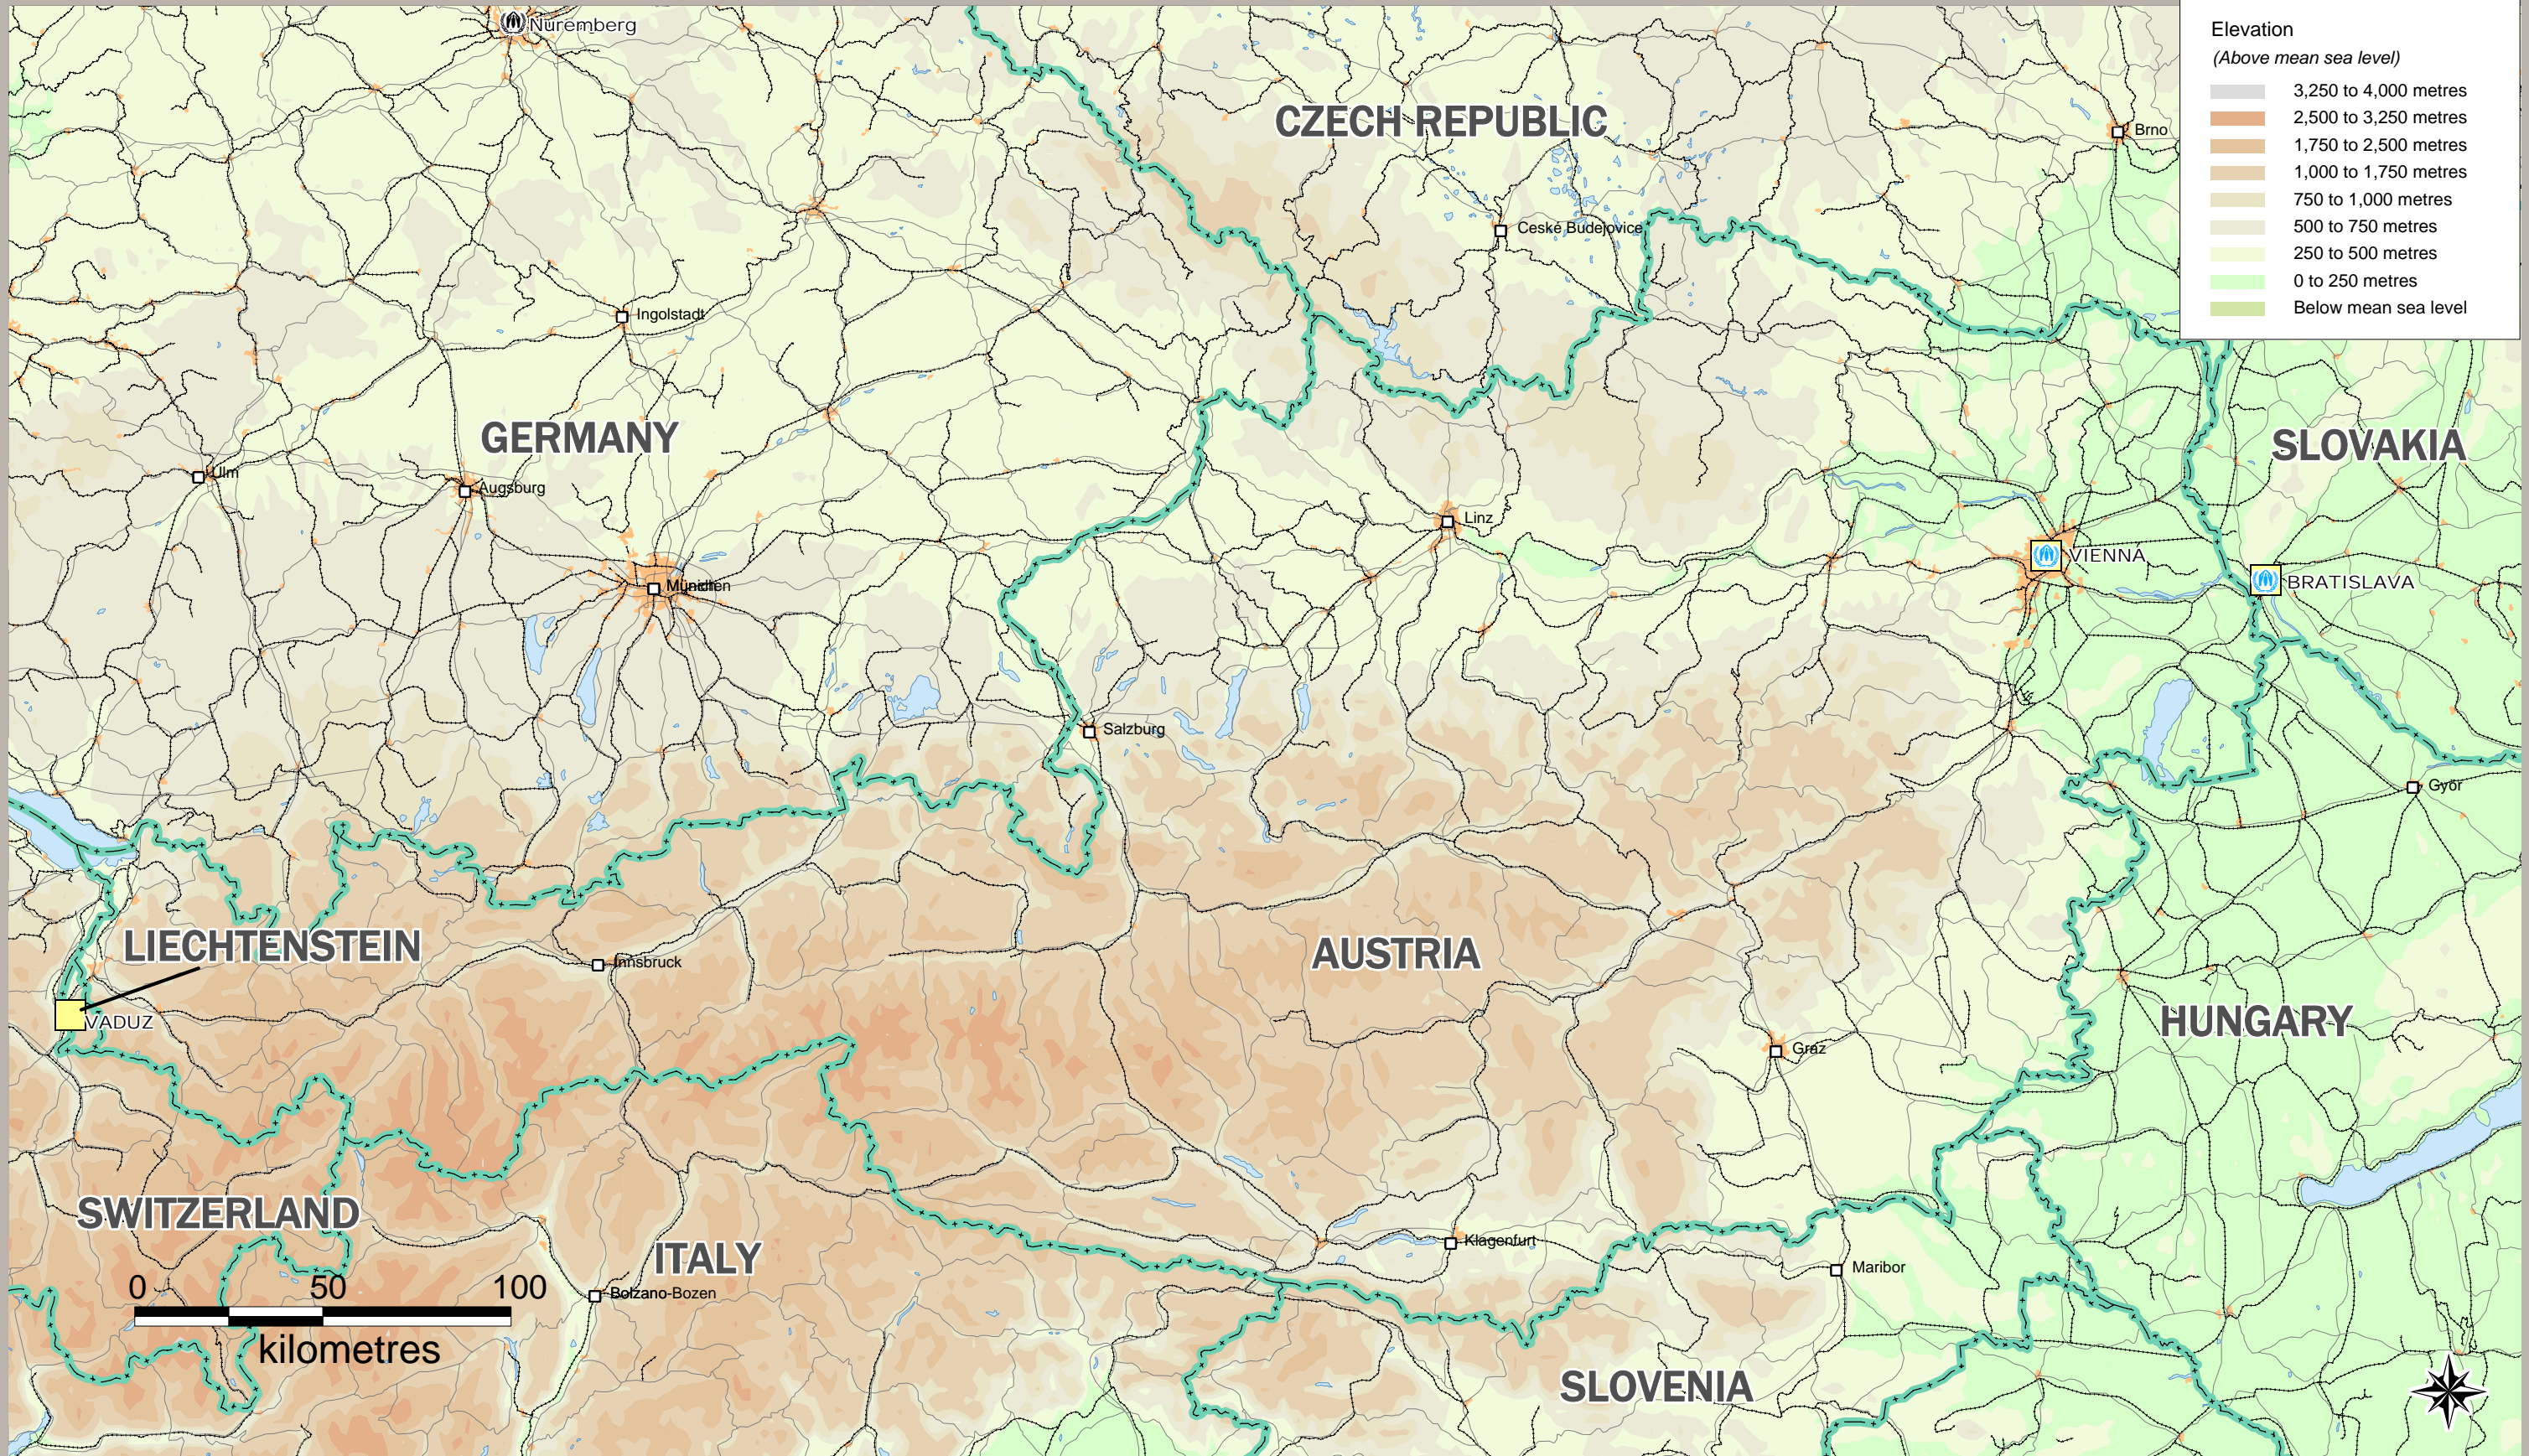 Nuremberg
Elevation
(Above mean sea level)
3,250 to 4,000 metres
2,500 to 3,250 metres
1,750 to 2,500 metres
1,000 to 1,750 metres
750 to 1,000 metres
500 to 750 metres
250 to 500 metres
0 to 250 metres
Below mean sea level
CZECH REPUBLIC
Brno
Ceské Budejovice
Ingolstadt
GERMANY
SLOVAKIA
Ulm
Augsburg
Linz
VIENNA
BRATISLAVA
München
Salzburg
Györ
LIECHTENSTEIN
AUSTRIA
Innsbruck
VADUZ
HUNGARY
Graz
SWITZERLAND
ITALY
Klagenfurt
Maribor
0 50 100
Bolzano-Bozen
kilometres
SLOVENIA